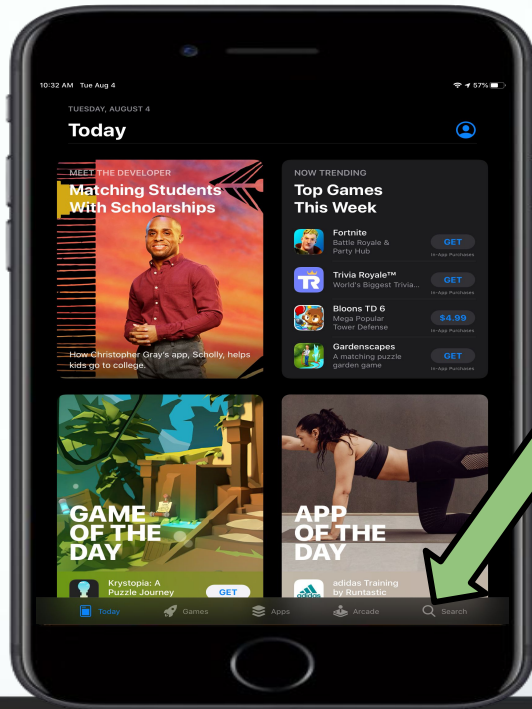 10:32 AM Tue Aug 4
57%
TUESDAY, AUGUST 4
Today
MEET THE DEVELOPER
Matching Students
With Scholarships
How Christopher Gray's app, Scholly, helps
kids go to college.
NOW TRENDING
Top Games
This Week
Fortnite
Battle Royale &
Party Hub
GET
In-App Purchases
TR
Trivia Royale™
World's Biggest Trivia...
GET
In-App Purchases
Bloons TD 6
Mega Popular
Tower Defense
$4.99
In-App Purchases
Gardenscapes
A matching puzzle
garden game
GET
In-App Purchases
GAME
OF THE
DAY
Krystopia: A
Puzzle Journey
GET
APP
OF THE
DAY
adidas
adidas Training
by Runtastic
Today
Games
Apps
Arcade
Search